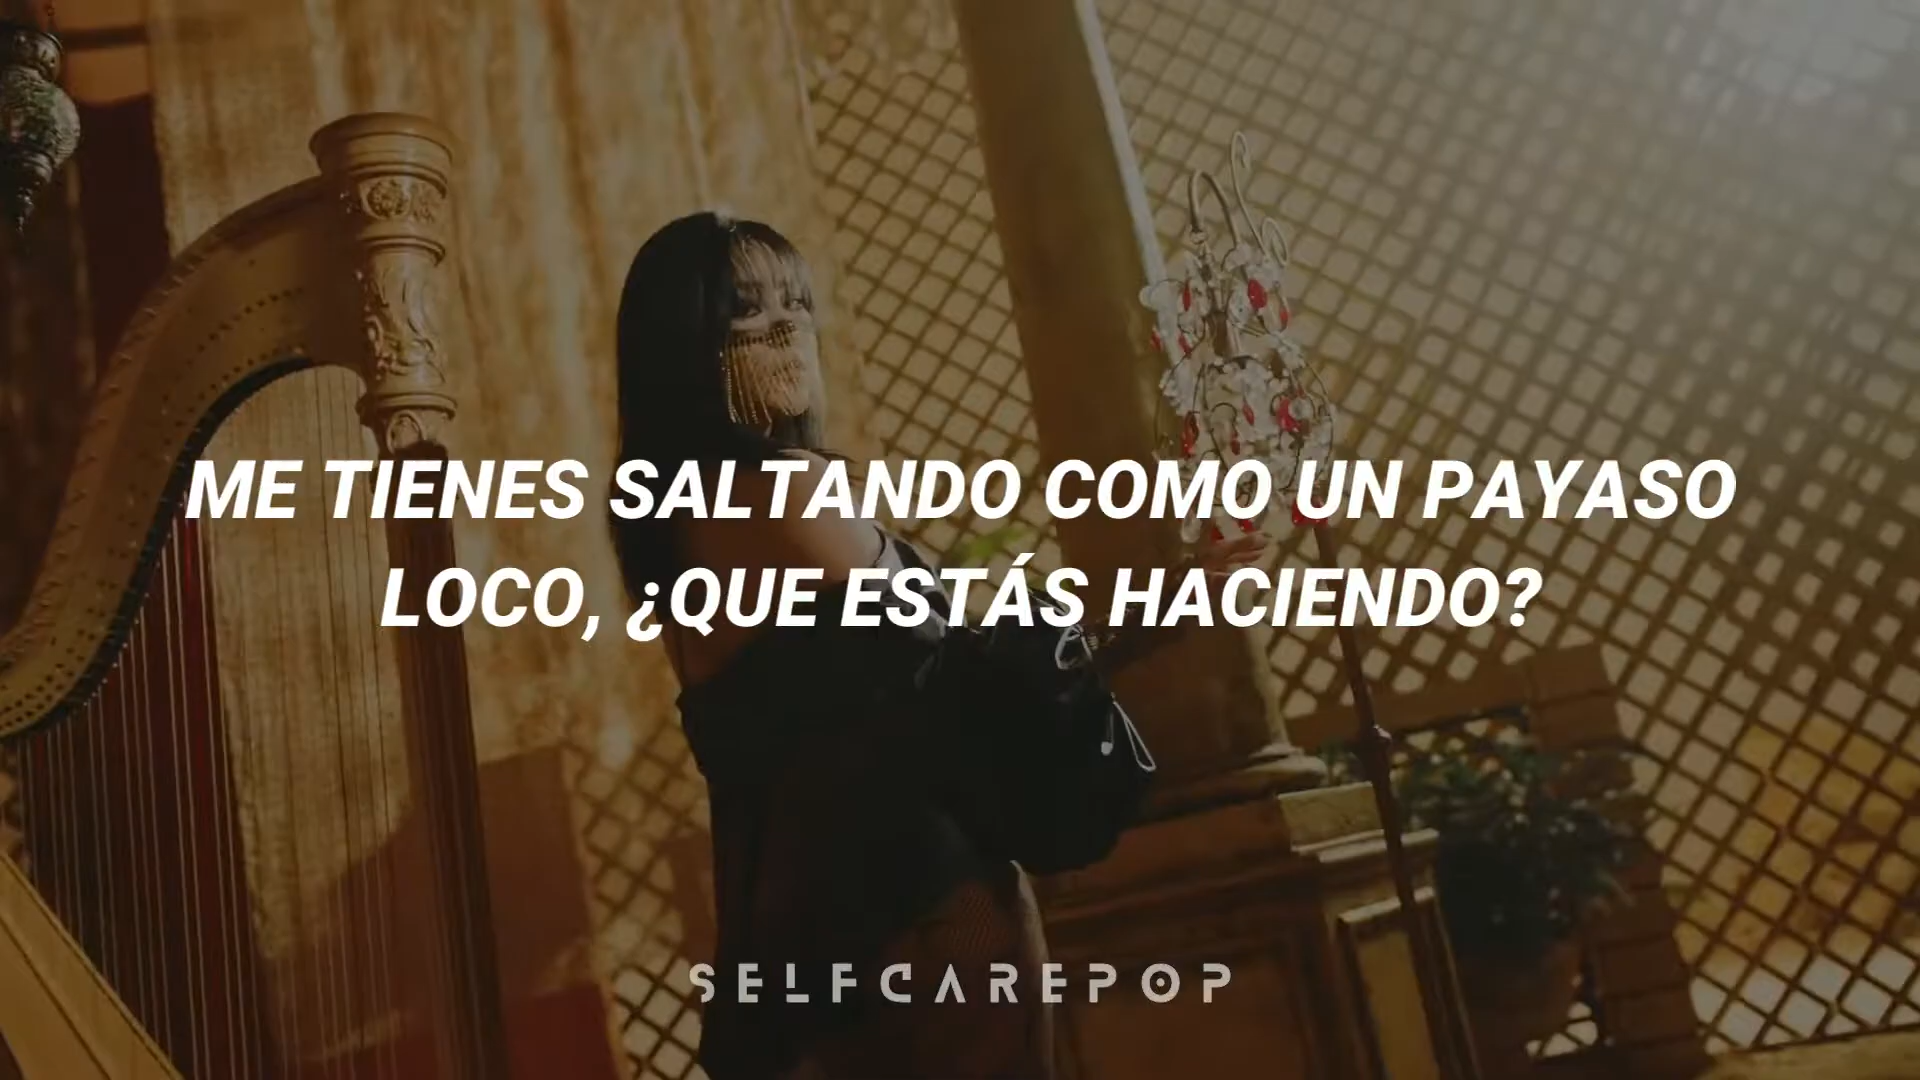 ME TIENES SALTANDO COMO UN PAYASO
LOCO, ¿QUE ESTÁS HACIENDO?
SELFCAREPOP